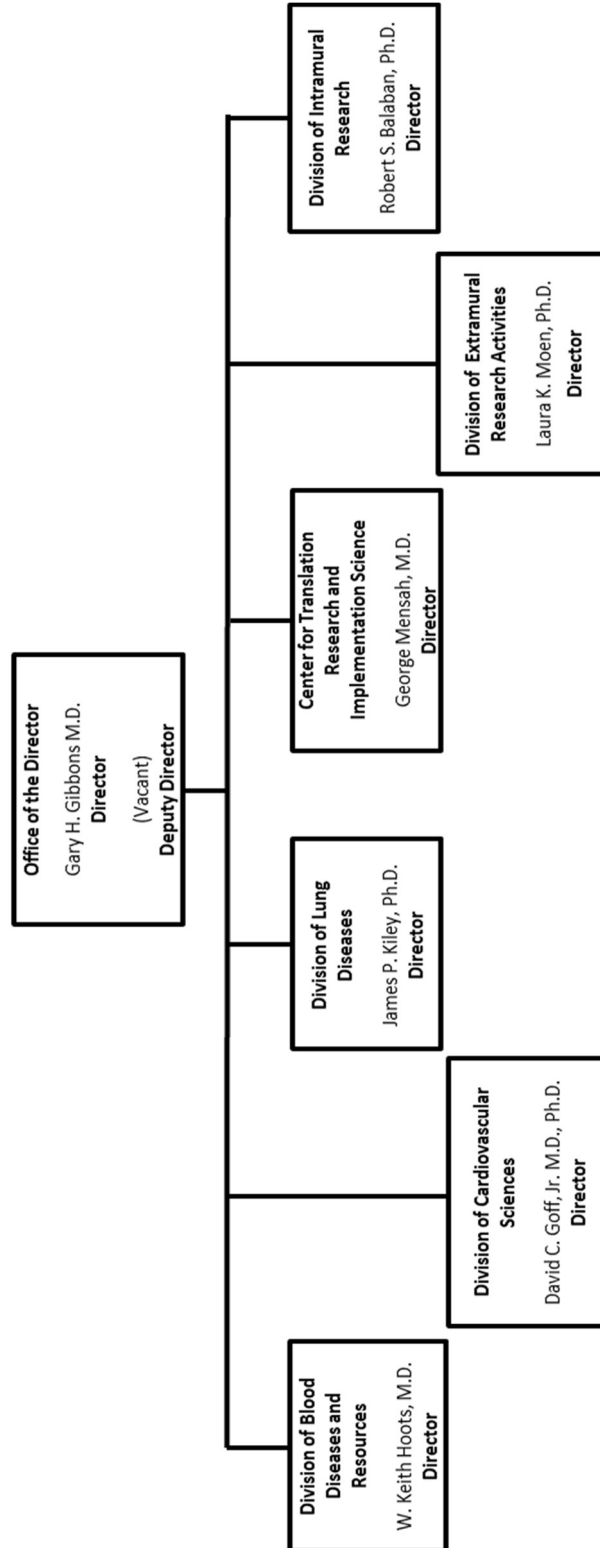 Office of the Director
Gary H. Gibbons M.D.
Director
(Vacant)
Deputy Director
Division of Blood
Diseases and
Resources
W. Keith Hoots, M.D.
Director
Division of Cardiovascular
Sciences
David C. Goff, Jr. M.D., Ph.D.
Director
Division of Lung
Diseases
James P. Kiley, Ph.D.
Director
Center for Translation
Research and
Implementation Science
George Mensah, M.D.
Director
Division of Extramural
Research Activities
Laura K. Moen, Ph.D.
Director
Division of Intramural
Research
Robert S. Balaban, Ph.D.
Director